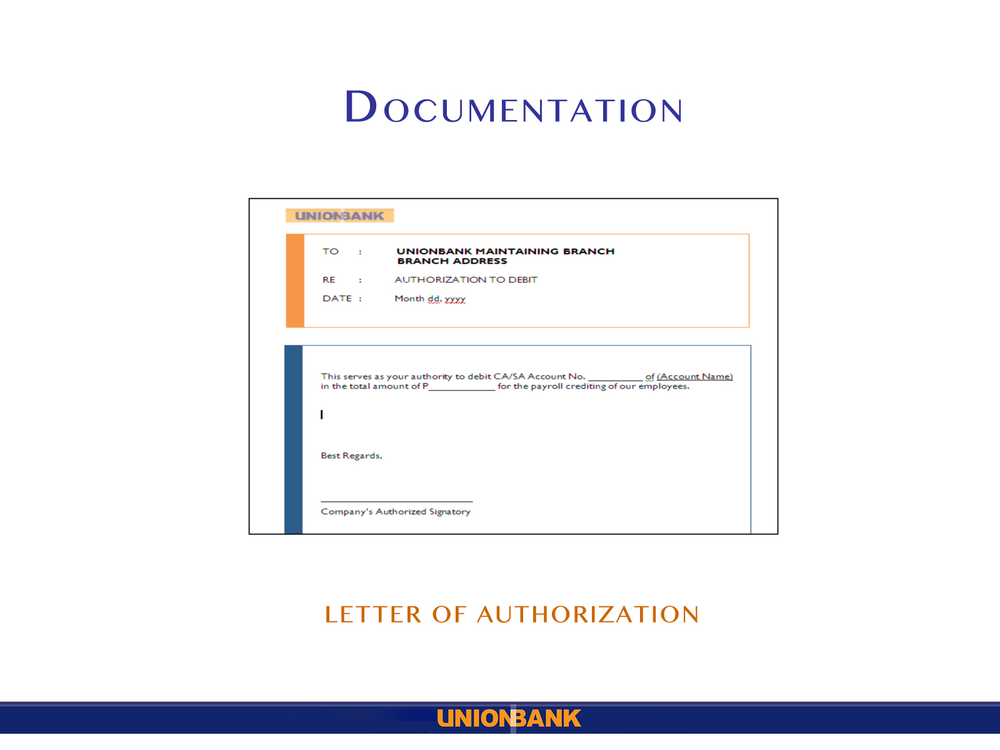 DOCUMENTATION
UNIONBANK
TO : UNIONBANK MAINTAINING BRANCH
BRANCH ADDRESS
RE : AUTHORIZATION TO DEBIT
DATE : Month dd, yyyy
This serves as your authority to debit CA/SA Account No. __________ of (Account Name)
in the total amount of P____________ for the payroll crediting of our employees.
Best Regards,
Company's Authorized Signatory
LETTER OF AUTHORIZATION
UNIONBANK